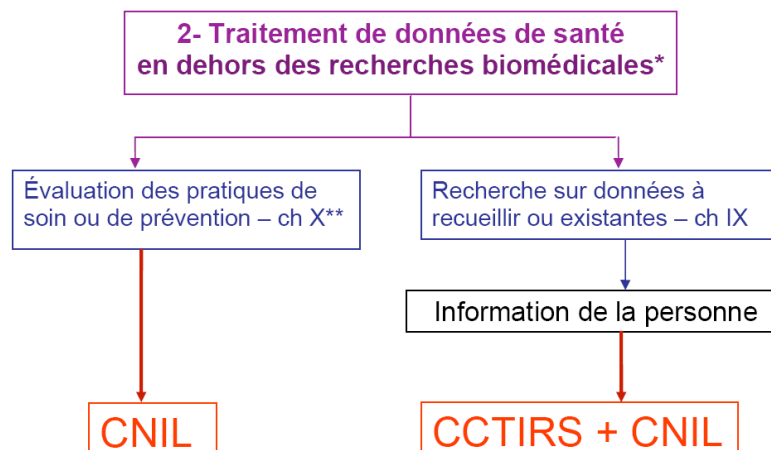 2- Traitement de données de santé
en dehors des recherches biomédicales*
Évaluation des pratiques de
soin ou de prévention – ch X**
Recherche sur données à
recueillir ou existantes – ch IX
Information de la personne
CNIL
CCTIRS + CNIL